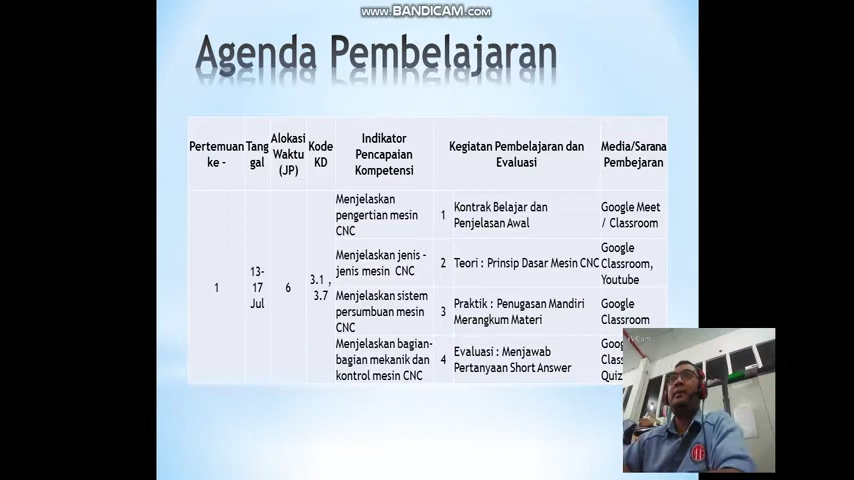 www.BANDICAM.com
Agenda Pembelajaran
Pertemuan ke -
Tang gal
Alokasi Waktu (JP)
Kode KD
Indikator Pencapaian Kompetensi
Kegiatan Pembelajaran dan Evaluasi
Media/Sarana Pembejaran
1
13-17 Jul
6
3.1 , 3.7
Menjelaskan pengertian mesin CNC
1
Kontrak Belajar dan Penjelasan Awal
Google Meet / Classroom
Menjelaskan jenis - jenis mesin CNC
2
Teori : Prinsip Dasar Mesin CNC
Google Classroom, Youtube
Menjelaskan sistem persumbuan mesin CNC
3
Praktik : Penugasan Mandiri Merangkum Materi
Google Classroom
Menjelaskan bagian-bagian mekanik dan kontrol mesin CNC
4
Evaluasi : Menjawab Pertanyaan Short Answer